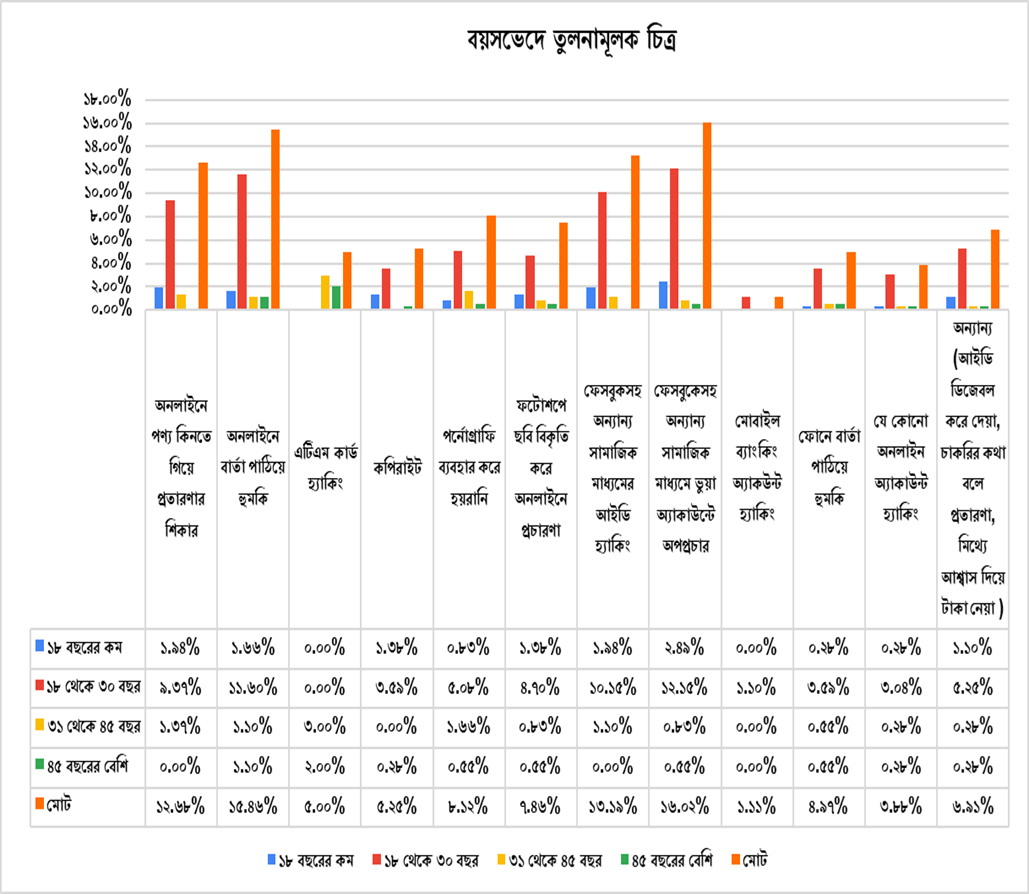 বয়সভেদে তুলনামূলক চিত্র
১৮.০০%
১৬.০০%
১৪.০০%
১২.০০%
১০.০০%
৮.০০%
৬.০০%
৪.০০%
২.০০%
০.০০%
অনলাইনে
পণ্য কিনতে
গিয়ে
প্রতারণার
শিকার
অনলাইনে
বার্তা পাঠিয়ে
হুমকি
এটিএম কার্ড
হ্যাকিং
কপিরাইট
পর্নোগ্রাফি
ব্যবহার করে
হয়রানি
ফটোশপে
ছবি বিকৃতি
করে
অনলাইনে
প্রচারণা
ফেসবুকসহ
অন্যান্য
সামাজিক
মাধ্যমের
আইডি
হ্যাকিং
ফেসবুকেসহ
অন্যান্য
সামাজিক
মাধ্যমে ভুয়া
অ্যাকাউন্টে
অপপ্রচার
মোবাইল
ব্যাংকিং
অ্যাকউন্ট
হ্যাকিং
ফোনে বার্তা
পাঠিয়ে
হুমকি
যে কোনো
অনলাইন
অ্যাকাউন্ট
হ্যাকিং
অন্যান্য
(আইডি
ডিজেবল
করে দেয়া,
চাকরির কথা
বলে
প্রতারণা,
মিথ্যে
আশ্বাস দিয়ে
টাকা নেয়া )
১৮ বছরের কম ১.৯৪% ১.৬৬% ০.০০% ১.৩৮% ০.৮৩% ১.৩৮% ১.৯৪% ২.৪৯% ০.০০% ০.২৮% ০.২৮% ১.১০%
১৮ থেকে ৩০ বছর ৯.৩৭% ১১.৬০% ০.০০% ৩.৫৯% ৫.০৮% ৪.৭০% ১০.১৫% ১২.১৫% ১.১০% ৩.৫৯% ৩.০৪% ৫.২৫%
৩১ থেকে ৪৫ বছর ১.৩৭% ১.১০% ৩.০০% ০.০০% ১.৬৬% ০.৮৩% ১.১০% ০.৮৩% ০.০০% ০.৫৫% ০.২৮% ০.২৮%
৪৫ বছরের বেশি ০.০০% ১.১০% ২.০০% ০.২৮% ০.৫৫% ০.৫৫% ০.০০% ০.৫৫% ০.০০% ০.৫৫% ০.২৮% ০.২৮%
মোট ১২.৬৮% ১৫.৪৬% ৫.০০% ৫.২৫% ৮.১২% ৭.৪৬% ১৩.১৯% ১৬.০২% ১.১১% ৪.৯৭% ৩.৮৮% ৬.৯১%
১৮ বছরের কম ১৮ থেকে ৩০ বছর ৩১ থেকে ৪৫ বছর ৪৫ বছরের বেশি মোট